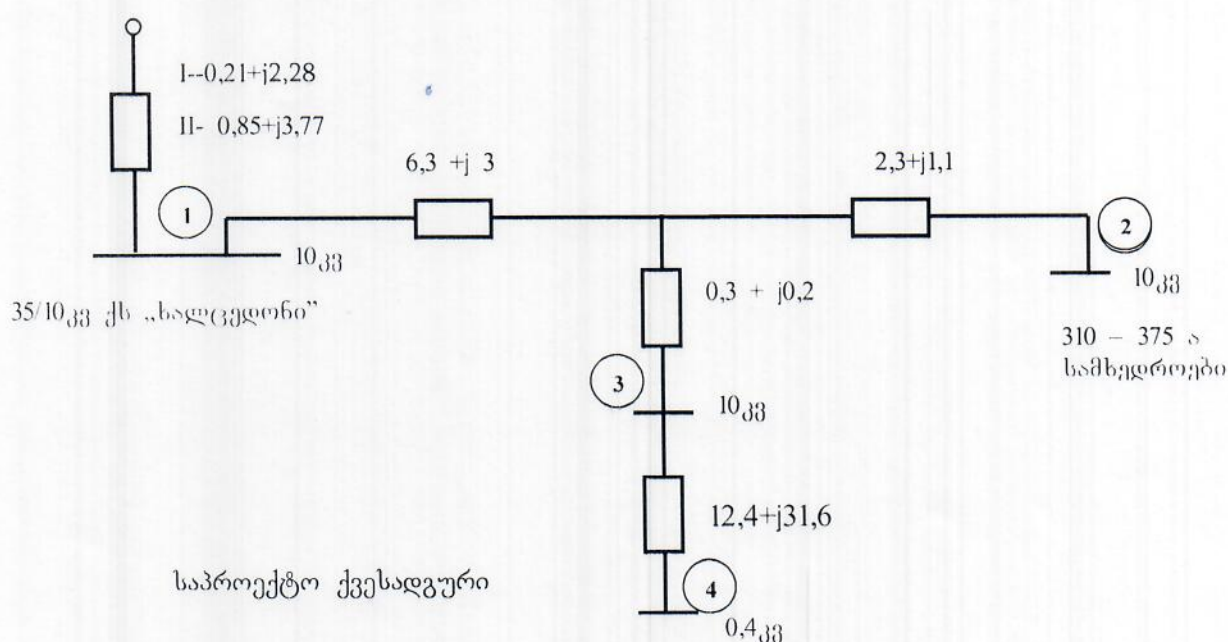 I--0,21+j2,28
II- 0,85+j3,77
6,3 +j 3
2,3+j1,1
1
2
10კვ
10კვ
0,3 + j0,2
35/10კვ ქს „ხალცედონი”
310 – 375 ა
სამხედროები
3
10კვ
12,4+j31,6
საპროექტო ქვესადგური
4
0,4კვ